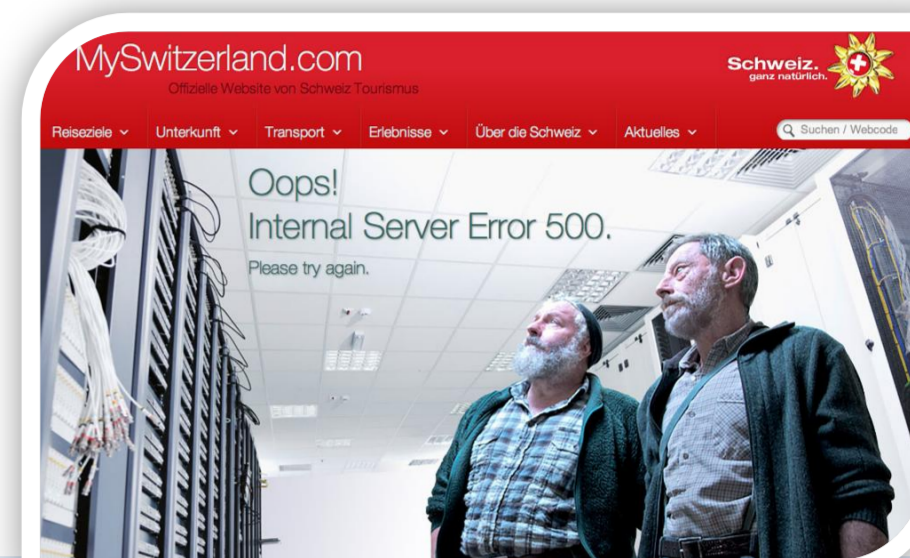 MySwitzerland.com
Offizielle Website von Schweiz Tourismus
Schweiz.
ganz natürlich.
Reiseziele
Unterkunft
Transport
Erlebnisse
Über die Schweiz
Aktuelles
Suchen / Webcode
Oops!
Internal Server Error 500.
Please try again.